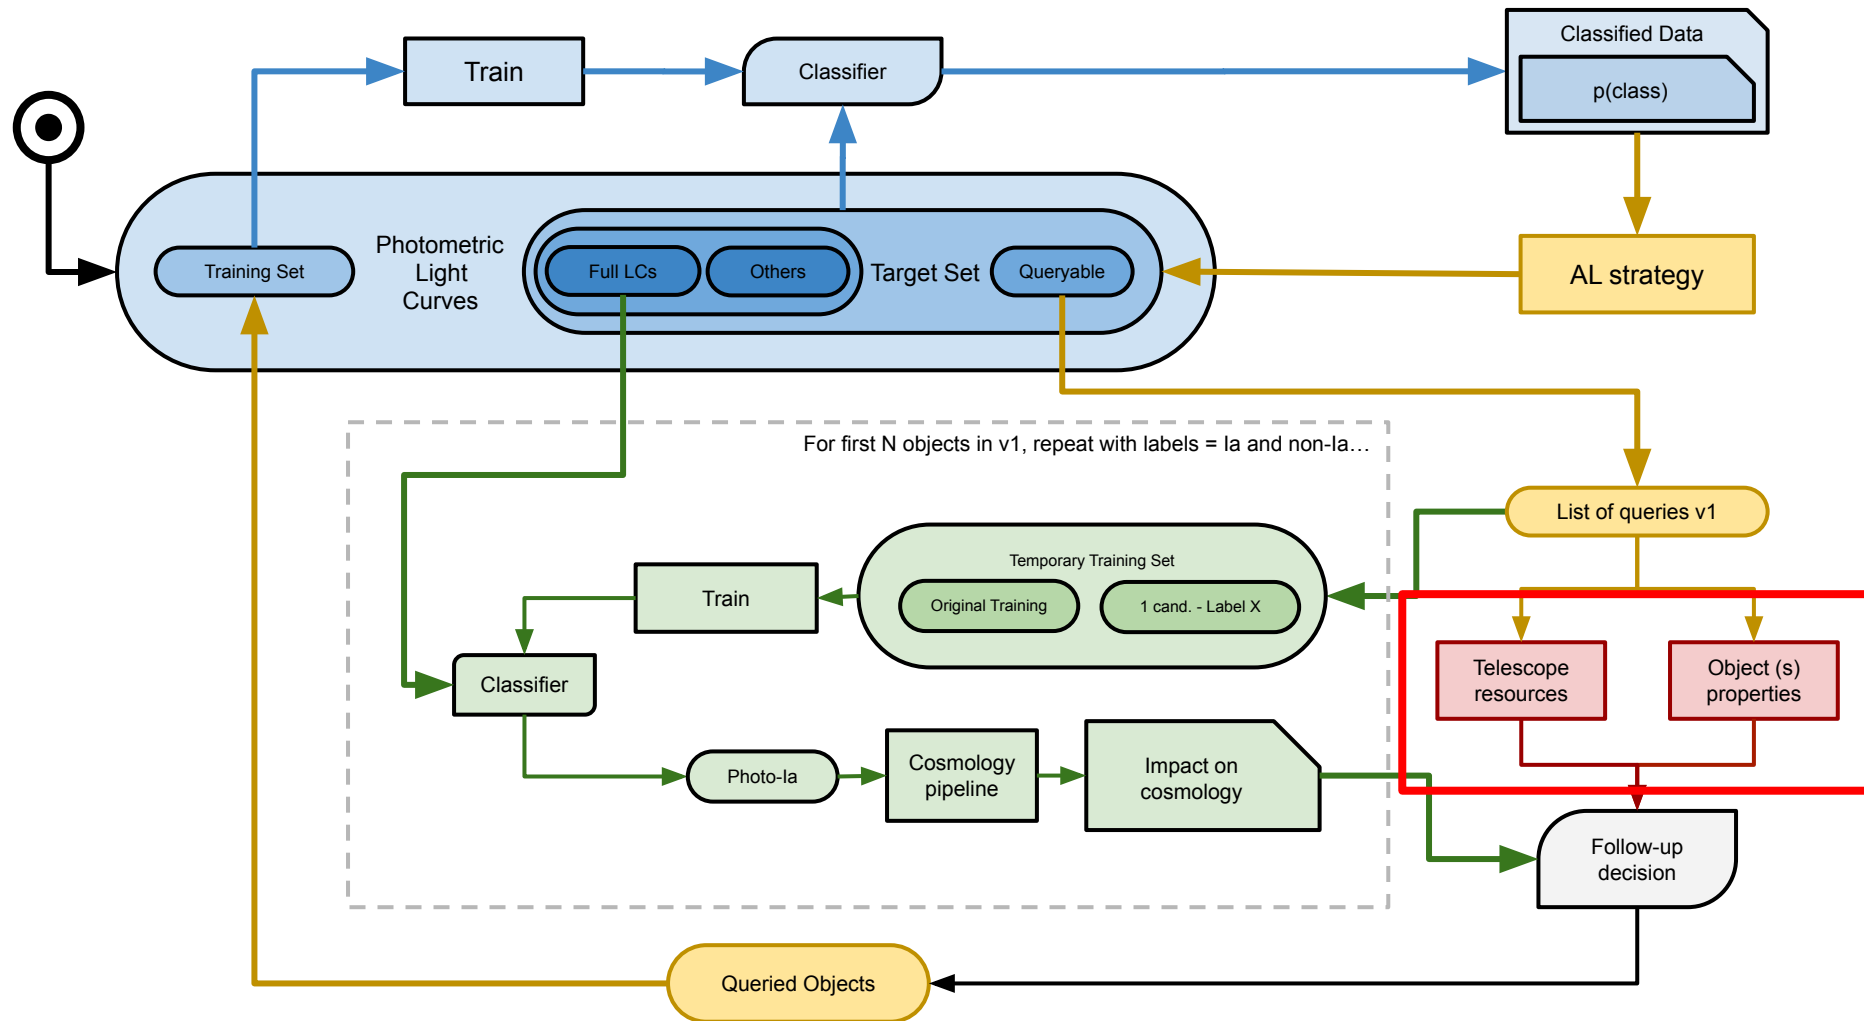 Classified Data
Train
Classifier
p(class)
Photometric
Light
Curves
Training Set
Full LCs
Others
Target Set
Queryable
AL strategy
For first N objects in v1, repeat with labels = Ia and non-Ia…
List of queries v1
Temporary Training Set
Train
Original Training
1 cand. - Label X
Classifier
Telescope
resources
Object (s)
properties
Photo-Ia
Cosmology
pipeline
Impact on
cosmology
Follow-up
decision
Queried Objects